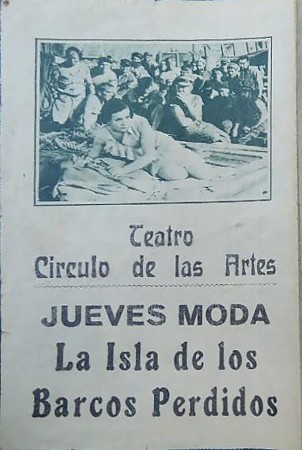 Teatro
Circulo de las Artes
JUEVES MODA
La Isla de los
Barcos Perdidos